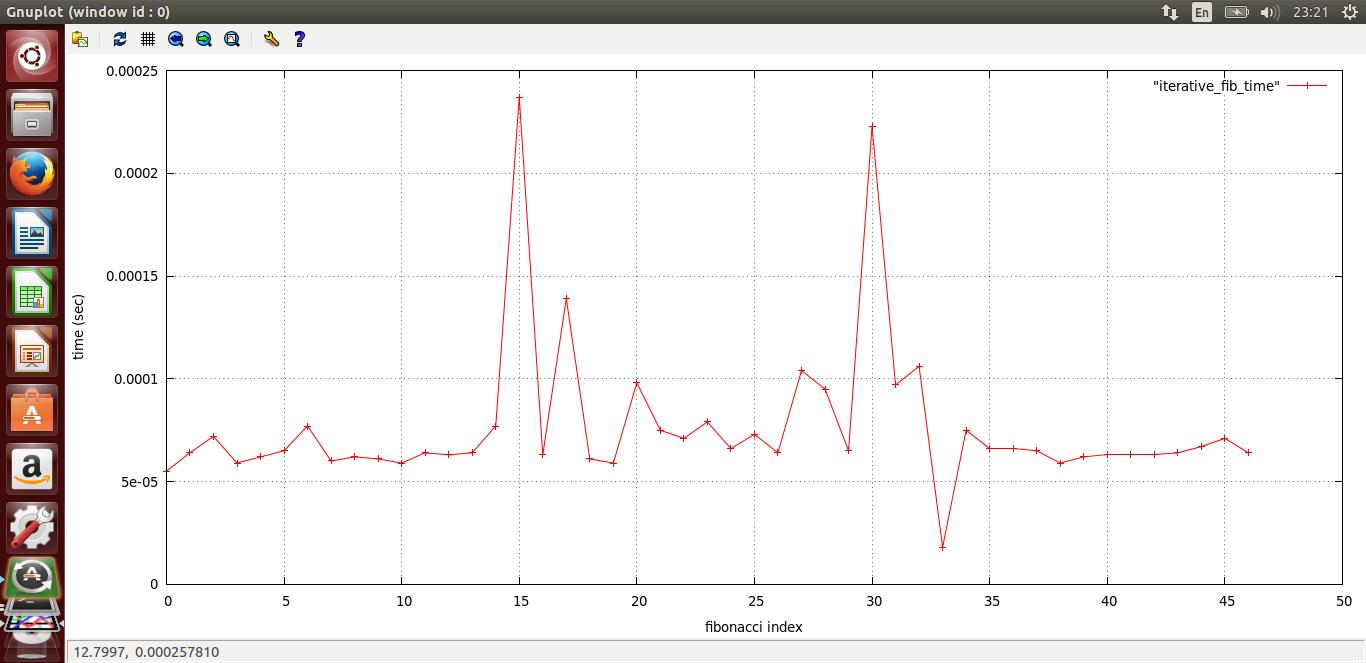 Gnuplot (window id : 0)
En
23:21
0.00025
0.0002
0.00015
0.0001
5e-05
0
time (sec)
"iterative_fib_time"
0 5 10 15 20 25 30 35 40 45 50
fibonacci index
12.7997, 0.000257810